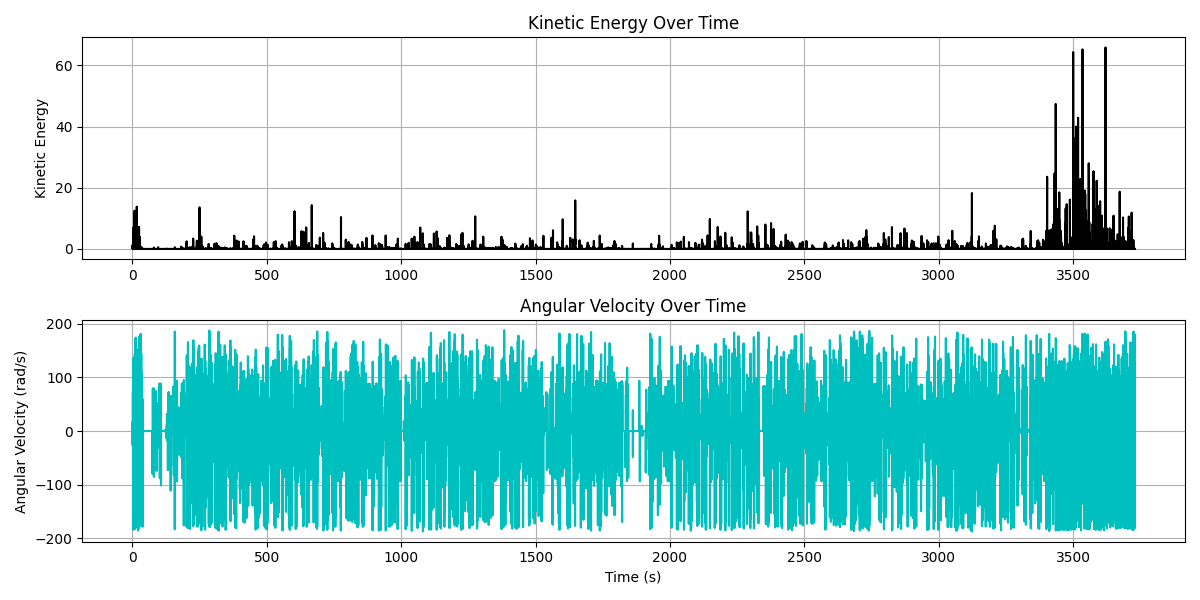 Kinetic Energy Over Time
Kinetic Energy
60
40
20
0
0 500 1000 1500 2000 2500 3000 3500
Angular Velocity Over Time
Angular Velocity (rad/s)
200
100
0
−100
−200
0 500 1000 1500 2000 2500 3000 3500
Time (s)